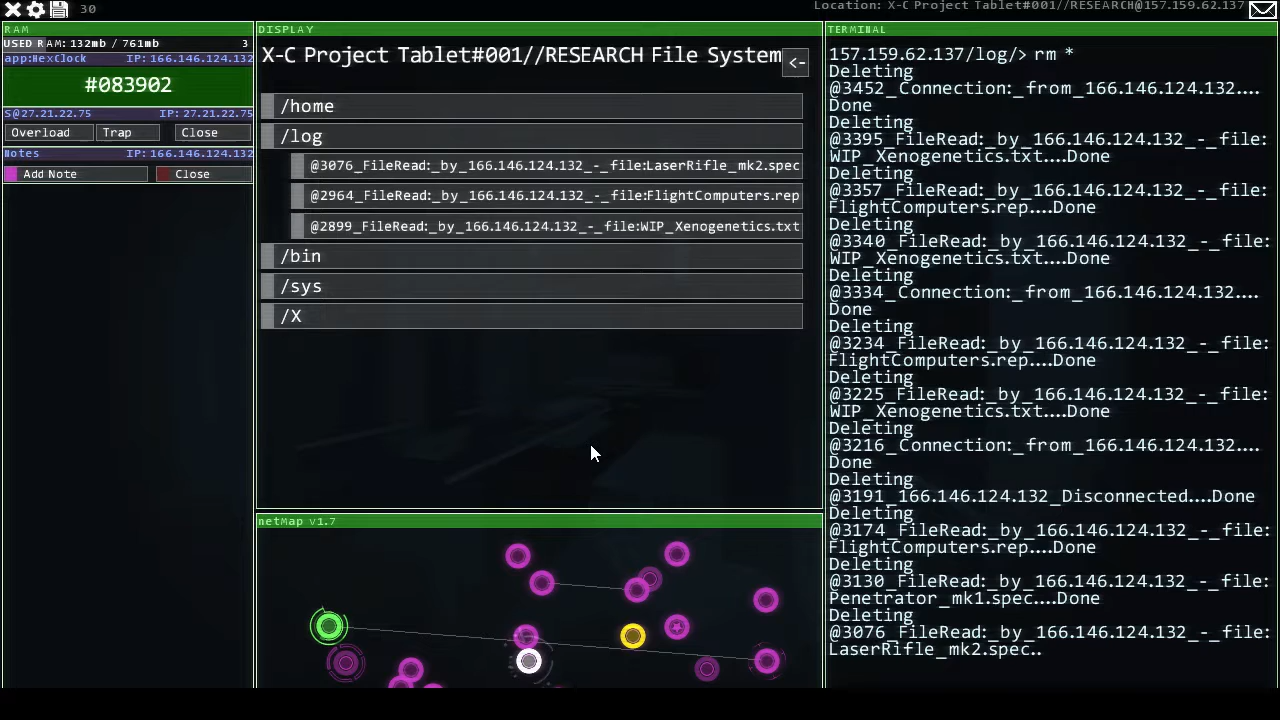 30
Location: X-C Project Tablet#001//RESEARCH@157.159.62.137
RAM
USED RAM: 132mb / 761mb 3
app:HexClock IP: 166.146.124.132
#083902
S@27.21.22.75 IP: 27.21.22.75
Overload Trap Close
Notes IP: 166.146.124.132
Add Note Close
DISPLAY
X-C Project Tablet#001//RESEARCH File System
<-
/home
/log
@3076_FileRead:_by_166.146.124.132_-_file:LaserRifle_mk2.spec
@2964_FileRead:_by_166.146.124.132_-_file:FlightComputers.rep
@2899_FileRead:_by_166.146.124.132_-_file:WIP_Xenogenetics.txt
/bin
/sys
/X
netMap v1.7
TERMINAL
157.159.62.137/log/> rm *
Deleting
@3452_Connection:_from_166.146.124.132....
Done
Deleting
@3395_FileRead:_by_166.146.124.132_-_file:
WIP_Xenogenetics.txt....Done
Deleting
@3357_FileRead:_by_166.146.124.132_-_file:
FlightComputers.rep....Done
Deleting
@3340_FileRead:_by_166.146.124.132_-_file:
WIP_Xenogenetics.txt....Done
Deleting
@3334_Connection:_from_166.146.124.132....
Done
Deleting
@3234_FileRead:_by_166.146.124.132_-_file:
FlightComputers.rep....Done
Deleting
@3225_FileRead:_by_166.146.124.132_-_file:
WIP_Xenogenetics.txt....Done
Deleting
@3216_Connection:_from_166.146.124.132....
Done
Deleting
@3191_166.146.124.132_Disconnected....Done
Deleting
@3174_FileRead:_by_166.146.124.132_-_file:
FlightComputers.rep....Done
Deleting
@3130_FileRead:_by_166.146.124.132_-_file:
Penetrator_mk1.spec....Done
Deleting
@3076_FileRead:_by_166.146.124.132_-_file:
LaserRifle_mk2.spec..